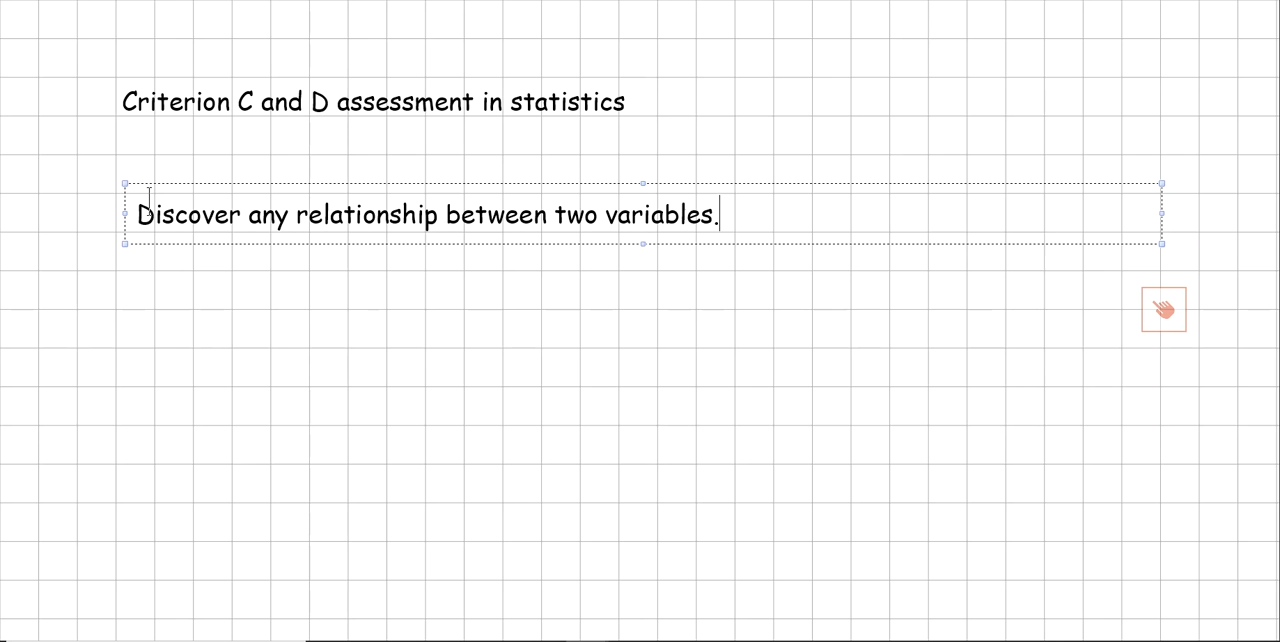 Criterion C and D assessment in statistics
Discover any relationship between two variables.